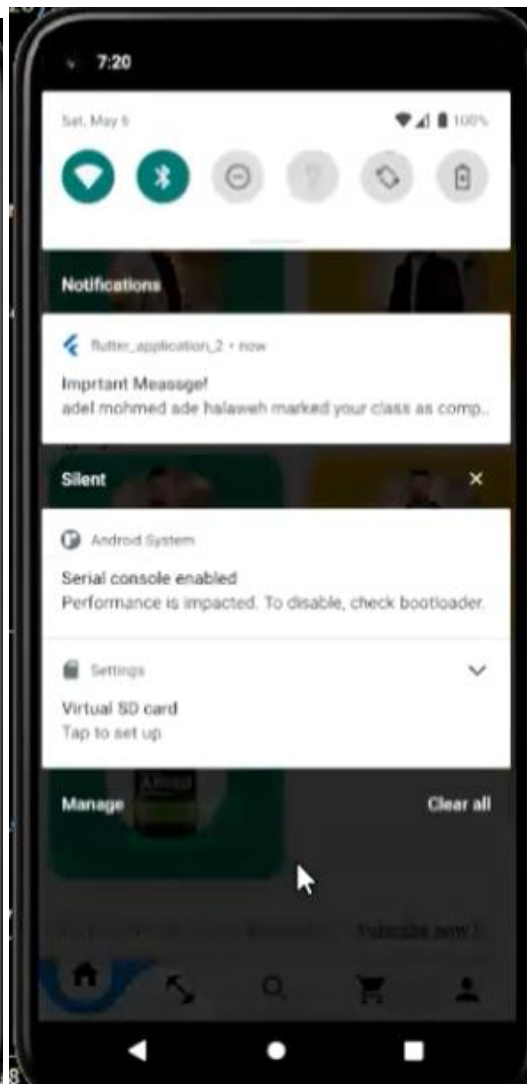 7:20
Sat, May 6
100%
Notifications
flutter_application_2 • now
Imprtant Meassge!
adel mohmed ade halaweh marked your class as comp..
Silent
Android System
Serial console enabled
Performance is impacted. To disable, check bootloader.
Settings
Virtual SD card
Tap to set up
Manage
Clear all
Subscribe now !